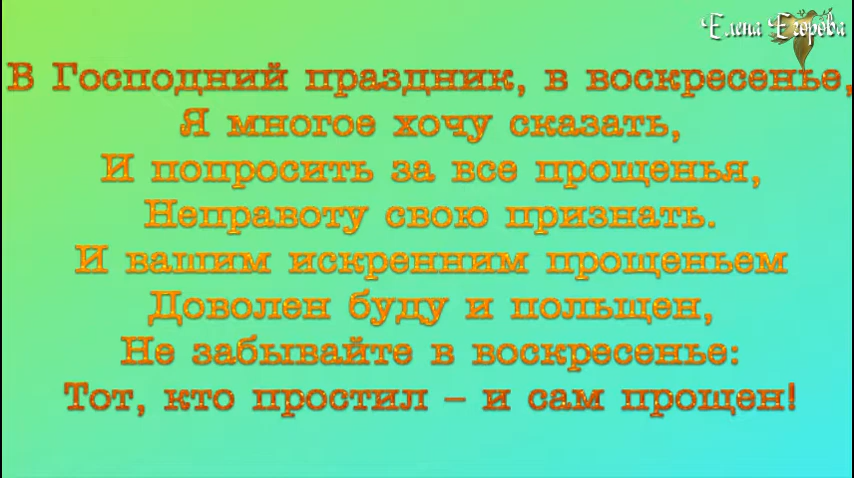 Елена Егорова
В Господний праздник, в воскресенье,
Я многое хочу сказать,
И попросить за все прощенья,
Неправоту свою признать.
И вашим искренним прощеньем
Доволен буду и польщен,
Не забывайте в воскресенье:
Тот, кто простил – и сам прощен!